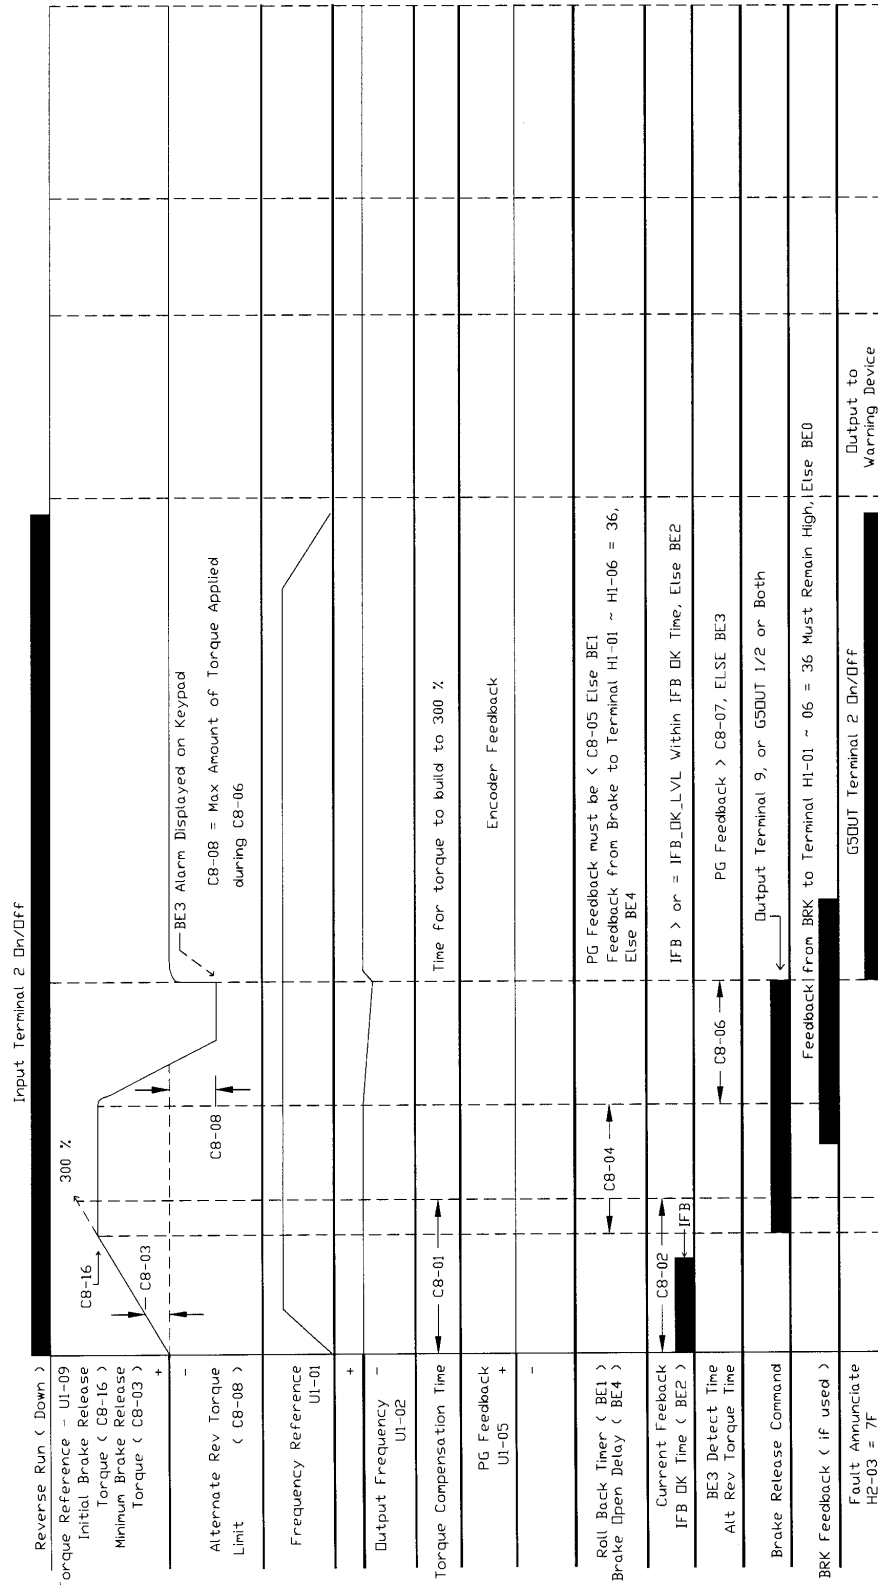 Input Terminal 2 On/Off
Reverse Run ( Down )
Torque Reference - U1-09
Initial Brake Release
Torque ( C8-16 )
Minimum Brake Release
Torque ( C8-03 )
+
-
Alternate Rev Torque
Limit ( C8-08 )
300 %
C8-16
C8-03
C8-08
BE3 Alarm Displayed on Keypad
C8-08 = Max Amount of Torque Applied
during C8-06
Frequency Reference
U1-01
+
Output Frequency -
U1-02
Torque Compensation Time
C8-01
Time for torque to build to 300 %
PG Feedback +
U1-05
-
Encoder Feedback
Roll Back Timer ( BE1 )
Brake Open Delay ( BE4 )
C8-04
PG Feedback must be < C8-05 Else BE1
Feedback from Brake to Terminal H1-01 ~ H1-06 = 36,
Else BE4
Current Feeback
IFB OK Time ( BE2 )
C8-02
IFB
IFB > or = IFB_OK_LVL Within IFB OK Time, Else BE2
BE3 Detect Time
Alt Rev Torque Time
C8-06
PG Feedback > C8-07, ELSE BE3
Brake Release Command
Output Terminal 9, or G5OUT 1/2 or Both
BRK Feedback ( if used )
Feedback from BRK to Terminal H1-01 ~ 06 = 36 Must Remain High, Else BE0
Fault Annunciate
H2-03 = 7F
G5OUT Terminal 2 On/Off
Output to
Warning Device